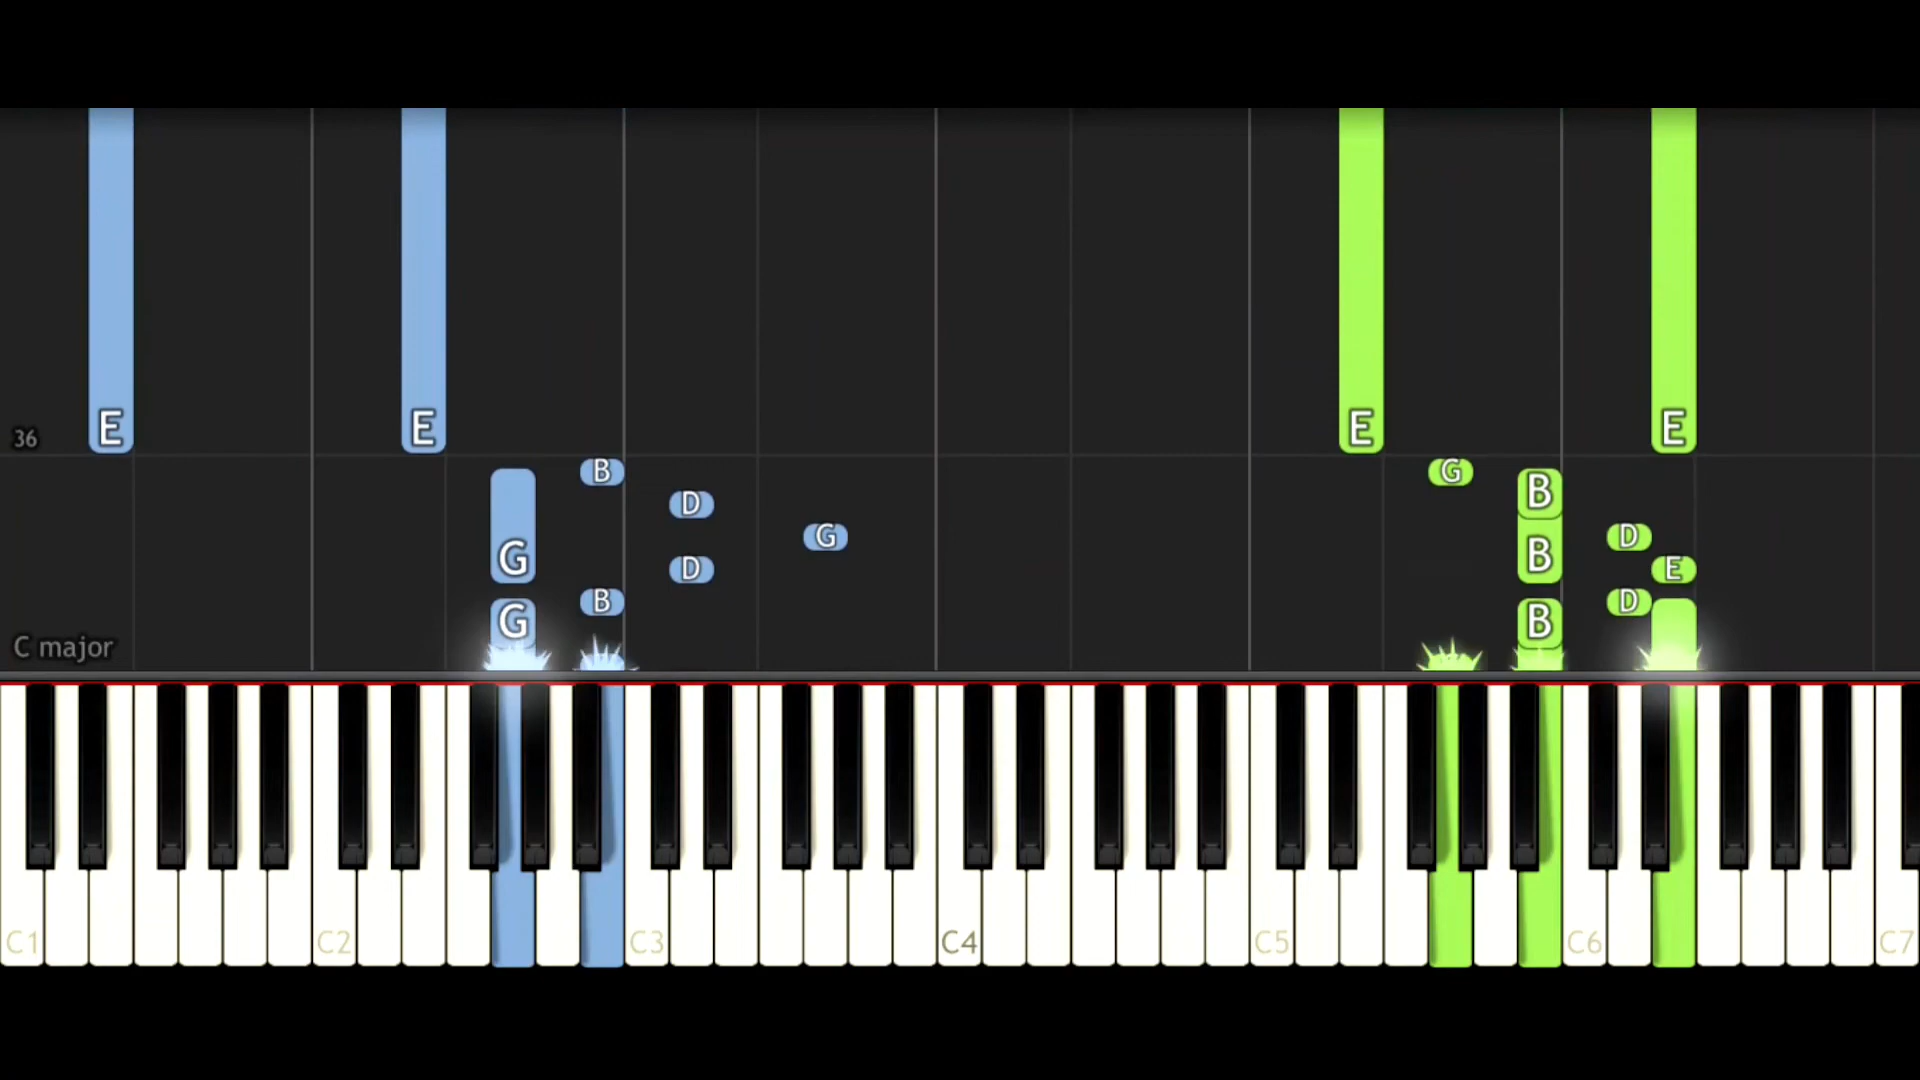 E E E E
36
B G
D B
G D
G D B
D E
B D
G B
C major
C1 C2 C3 C4 C5 C6 C7